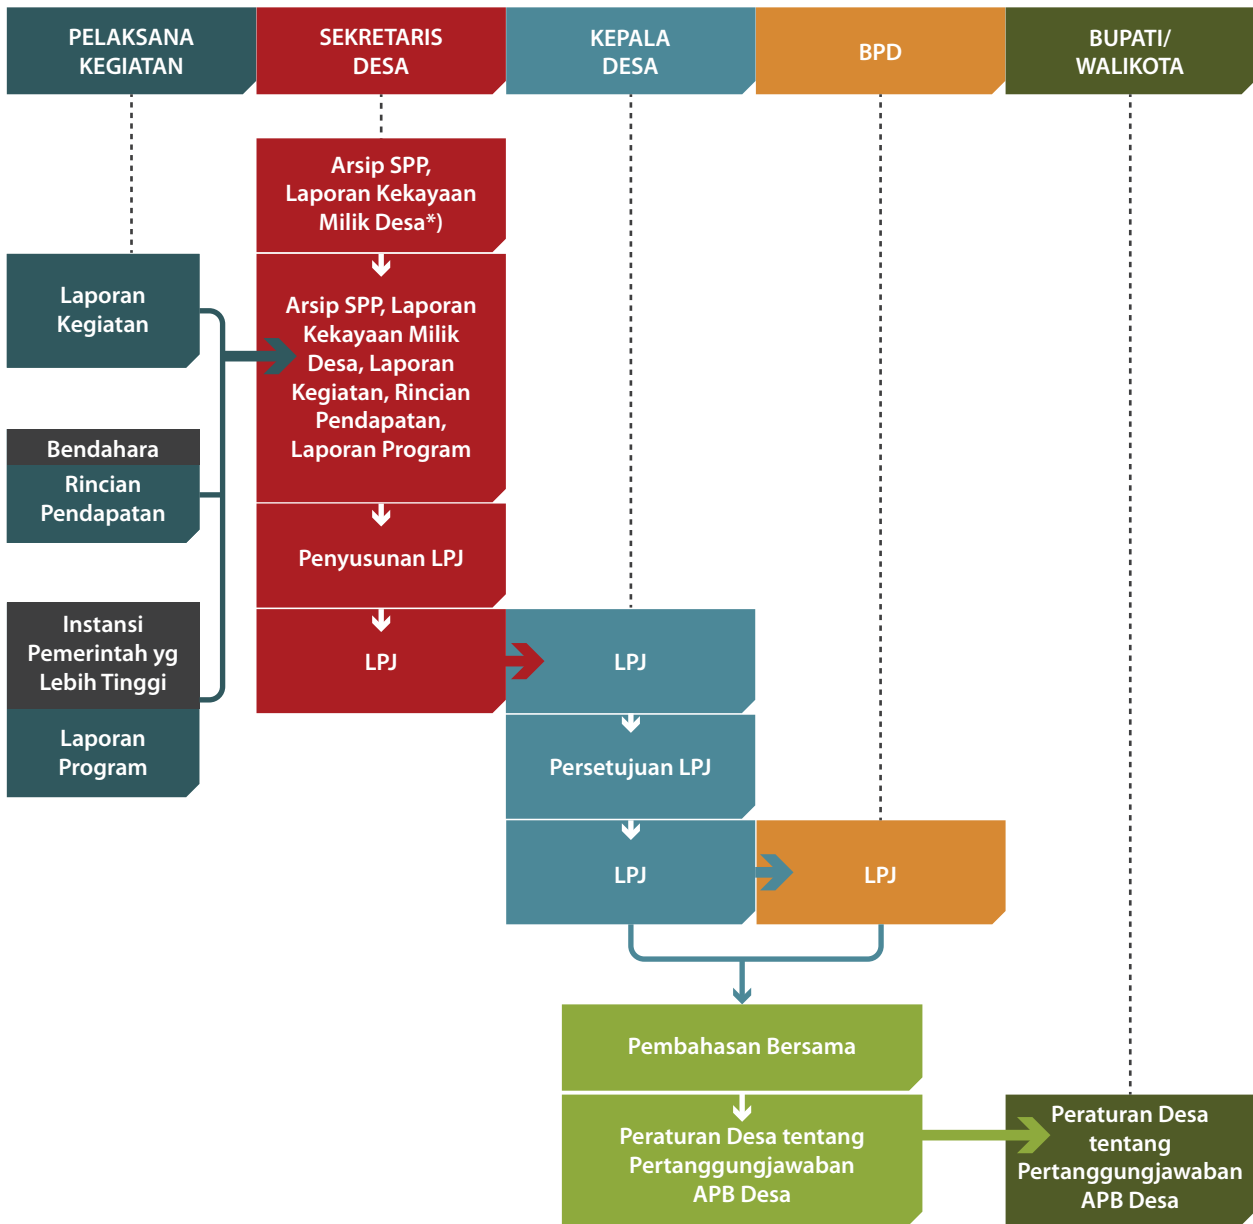 PELAKSANA
KEGIATAN
SEKRETARIS
DESA
KEPALA
DESA
BPD
BUPATI/
WALIKOTA
Arsip SPP,
Laporan Kekayaan
Milik Desa*)
Laporan
Kegiatan
Arsip SPP, Laporan
Kekayaan Milik
Desa, Laporan
Kegiatan, Rincian
Pendapatan,
Laporan Program
Bendahara
Rincian
Pendapatan
Penyusunan LPJ
Instansi
Pemerintah yg
Lebih Tinggi
Laporan
Program
LPJ
LPJ
Persetujuan LPJ
LPJ
LPJ
Pembahasan Bersama
Peraturan Desa tentang
Pertanggungjawaban
APB Desa
Peraturan Desa
tentang
Pertanggungjawaban
APB Desa